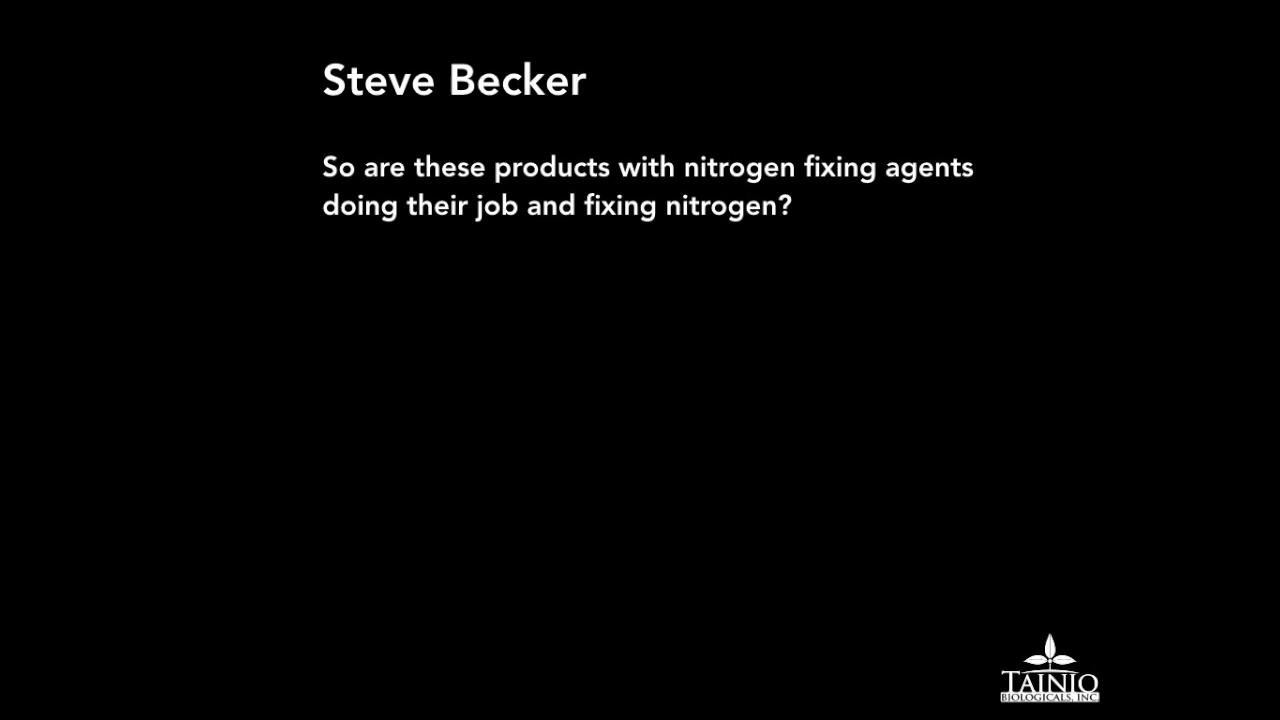 Steve Becker
So are these products with nitrogen fixing agents
doing their job and fixing nitrogen?
TAINIO
BIOLOGICALS, INC